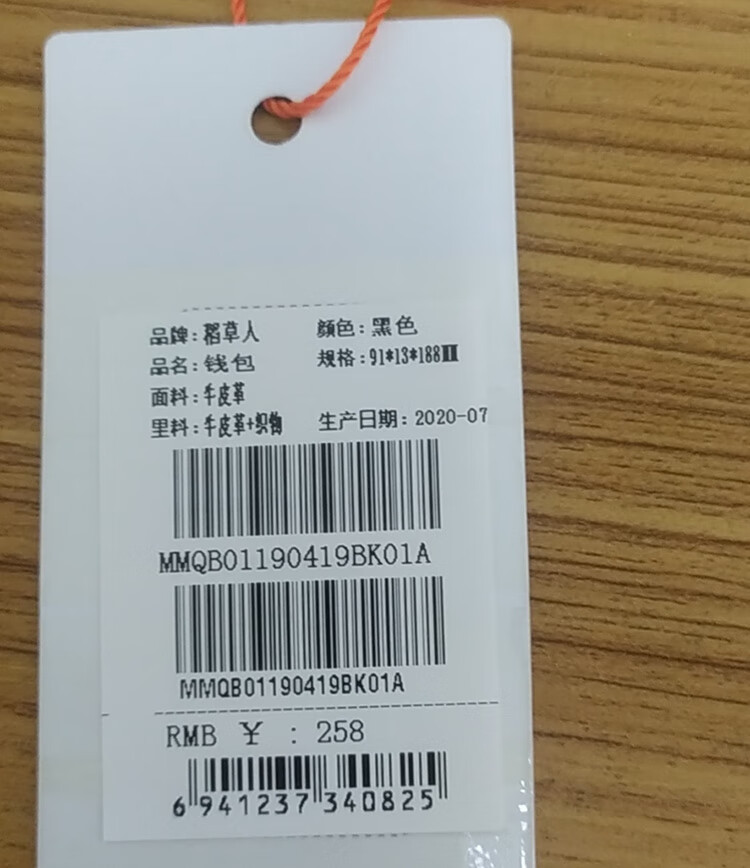 品牌:稻草人 颜色:黑色
品名:钱包 规格:91*13*188㎜
面料:牛皮革
里料:牛皮革+织物 生产日期:2020-07
MMQB01190419BK01A
MMQB01190419BK01A
RMB ¥ : 258
6 941237 340825